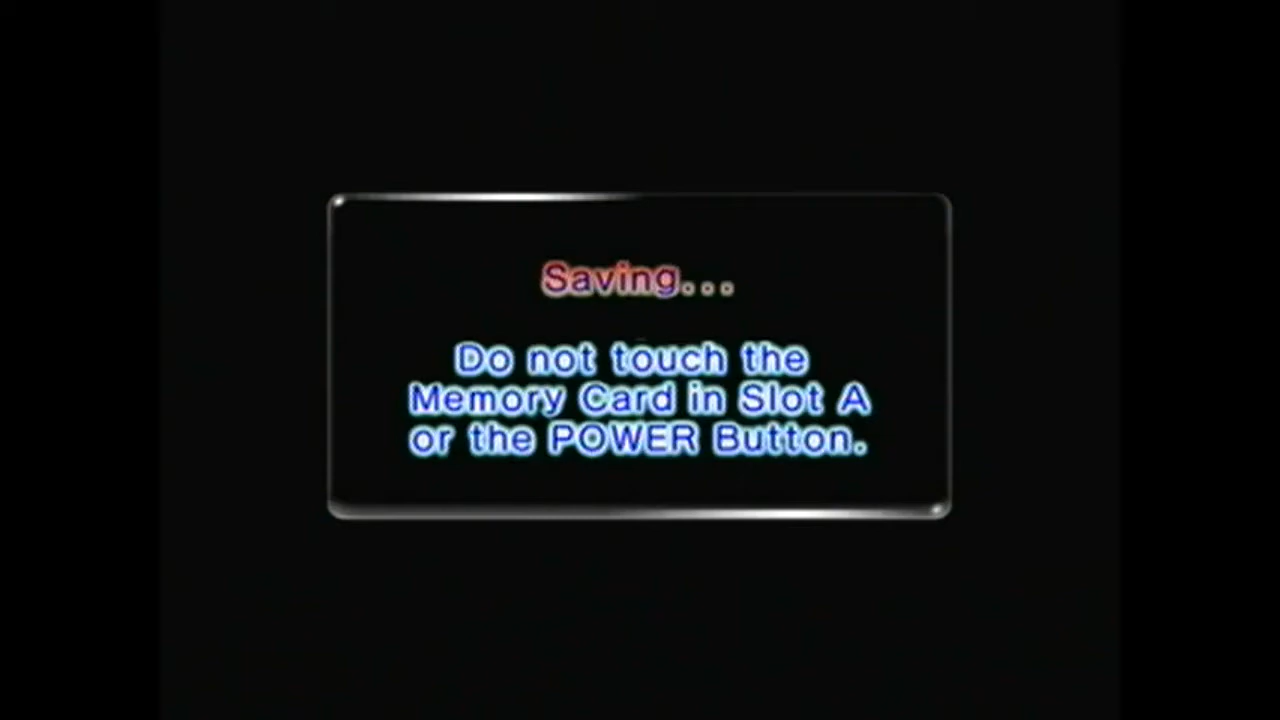 Saving...
Do not touch the
Memory Card in Slot A
or the POWER Button.